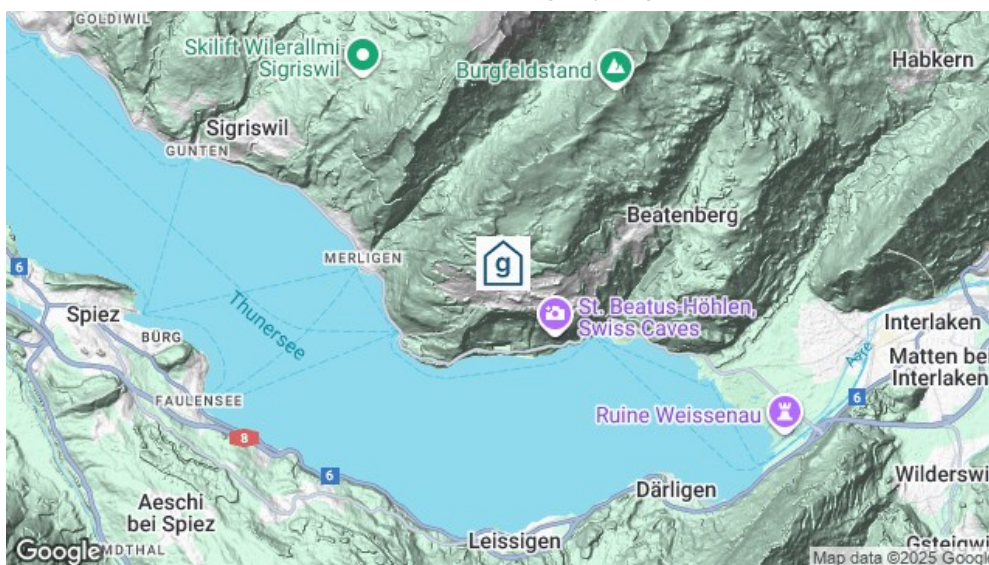 GOLDIWIL
Skilift Wilerallmi
Sigriswil
Burgfeldstand
Habkern
Sigriswil
GUNTEN
Beatenberg
MERLIGEN
g
6
Thunersee
St. Beatus-Höhlen,
Swiss Caves
Spiez
BÜRG
Interlaken
Aare
Matten bei
Interlaken
FAULENSEE
6
Ruine Weissenau
8
6
Wilderswi
Därligen
Aeschi
bei Spiez
Leissigen
Gsteigwi
Google
MDTHAL
Map data ©2025 Google